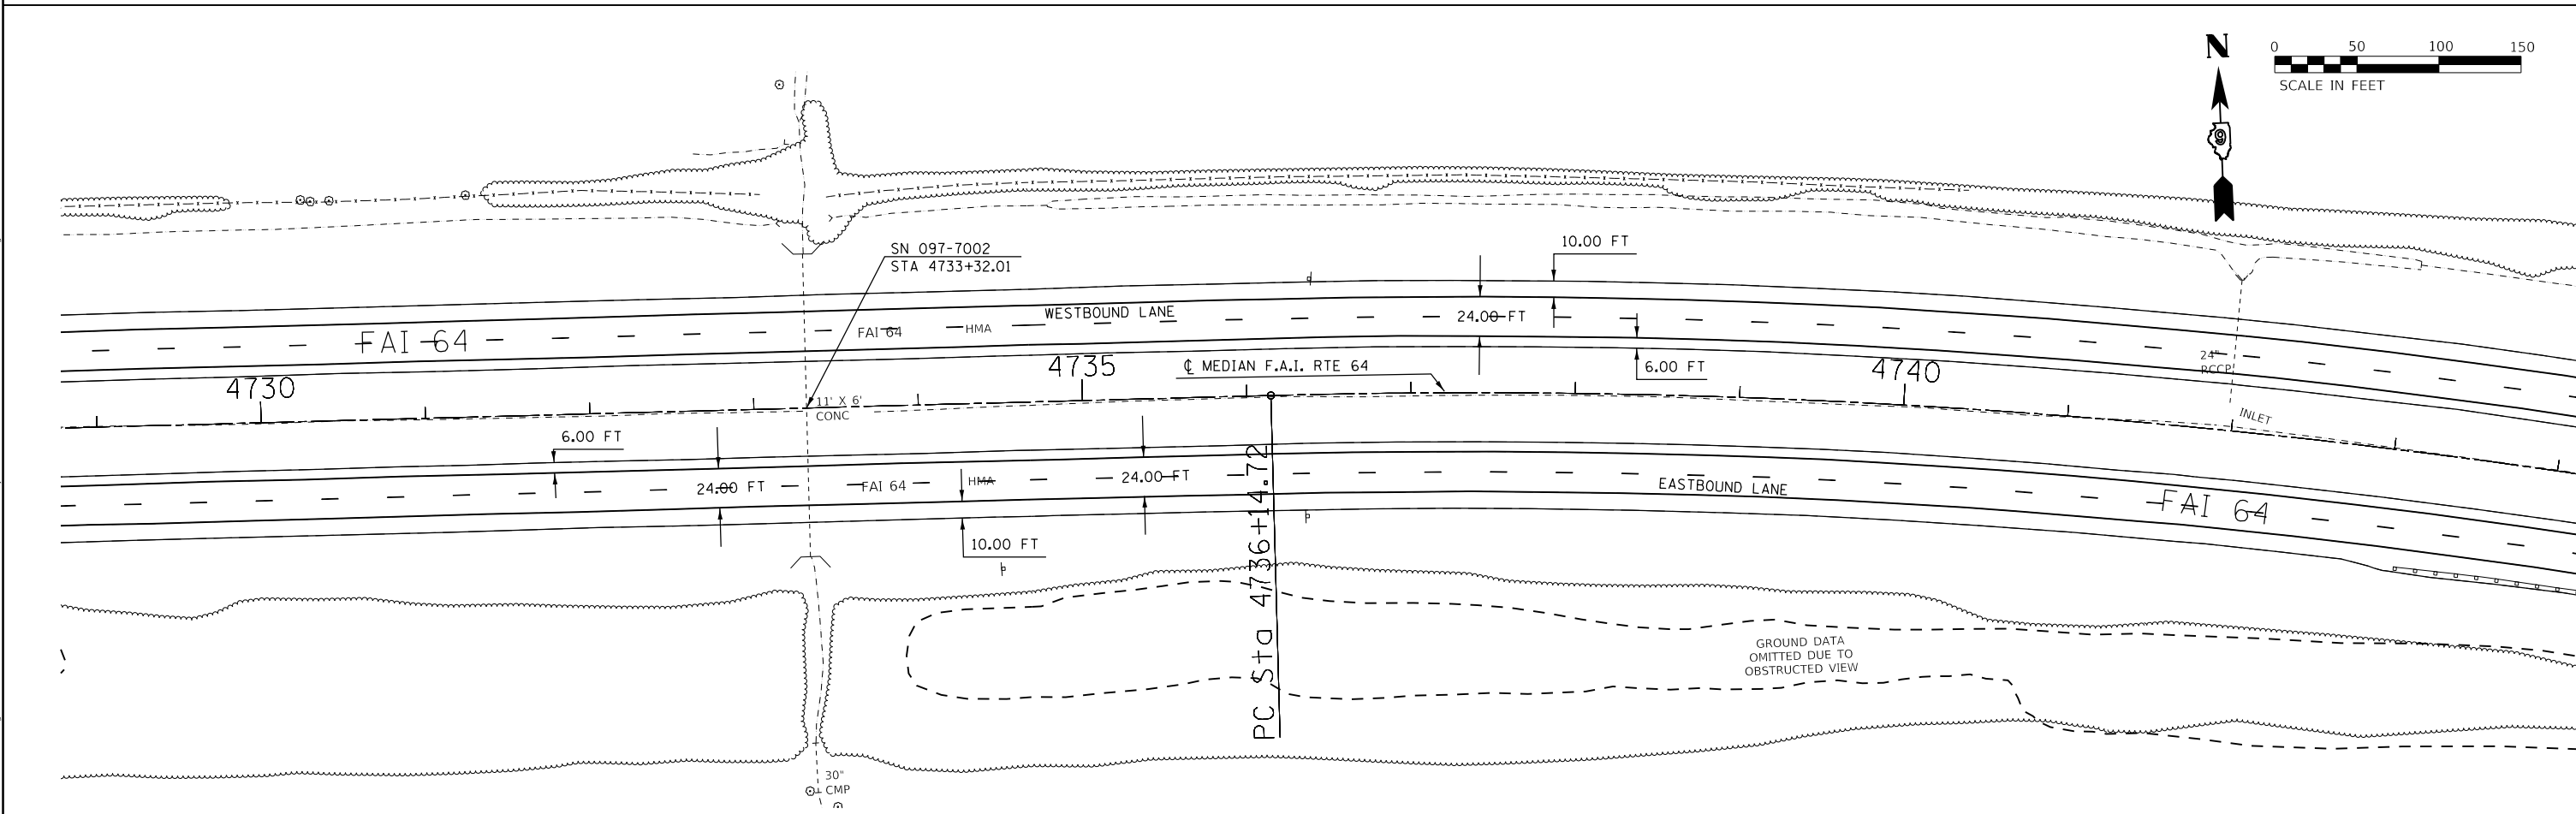 N
0 50 100 150
SCALE IN FEET
9
SN 097-7002
STA 4733+32.01
10.00 FT
WESTBOUND LANE
FAI 64
FAI 64
HMA
24.00 FT
24"
RCCP
4730
4735
℄ MEDIAN F.A.I. RTE 64
6.00 FT
4740
11' X 6'
CONC
INLET
6.00 FT
24.00 FT
FAI 64
HMA
24.00 FT
EASTBOUND LANE
FAI 64
10.00 FT
PC Sta 4736+14.72
GROUND DATA
OMITTED DUE TO
OBSTRUCTED VIEW
30"
CMP